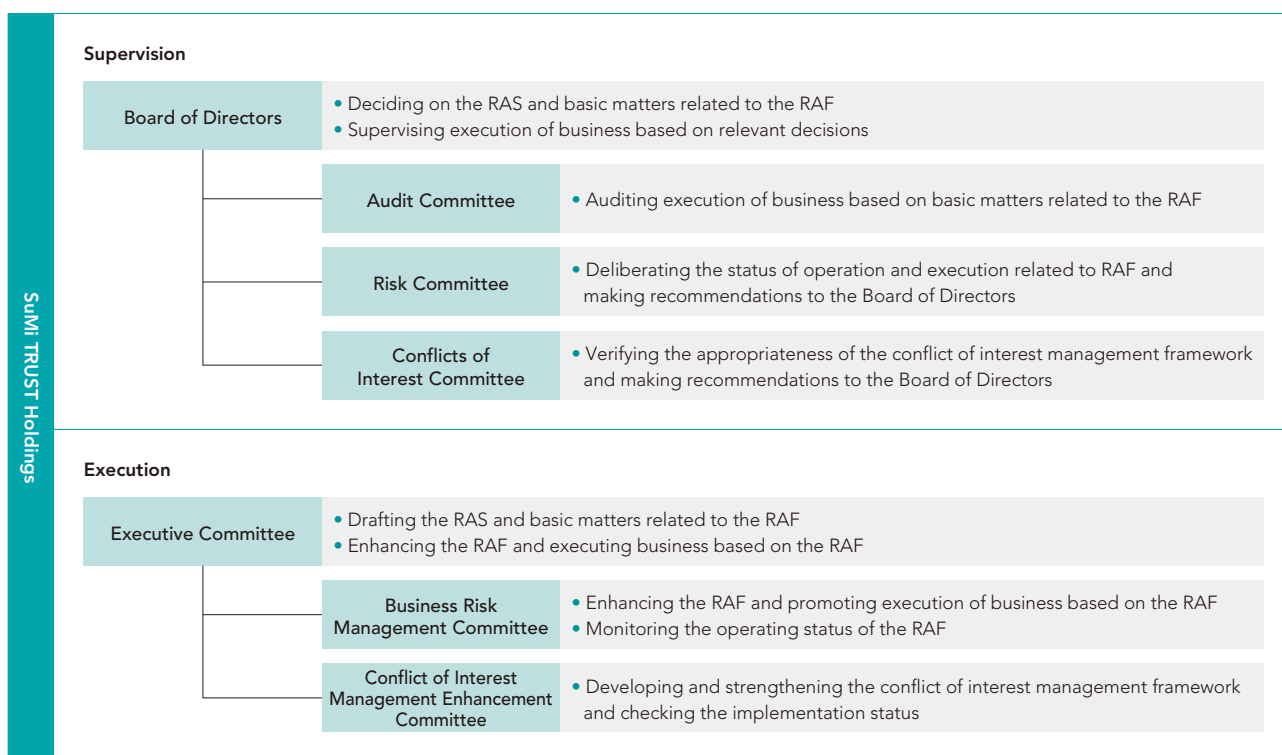 SuMi TRUST Holdings
Supervision
Board of Directors
• Deciding on the RAS and basic matters related to the RAF
• Supervising execution of business based on relevant decisions
Audit Committee
• Auditing execution of business based on basic matters related to the RAF
Risk Committee
• Deliberating the status of operation and execution related to RAF and
making recommendations to the Board of Directors
Conflicts of
Interest Committee
• Verifying the appropriateness of the conflict of interest management framework
and making recommendations to the Board of Directors
Execution
Executive Committee
• Drafting the RAS and basic matters related to the RAF
• Enhancing the RAF and executing business based on the RAF
Business Risk
Management Committee
• Enhancing the RAF and promoting execution of business based on the RAF
• Monitoring the operating status of the RAF
Conflict of Interest
Management Enhancement
Committee
• Developing and strengthening the conflict of interest management framework
and checking the implementation status